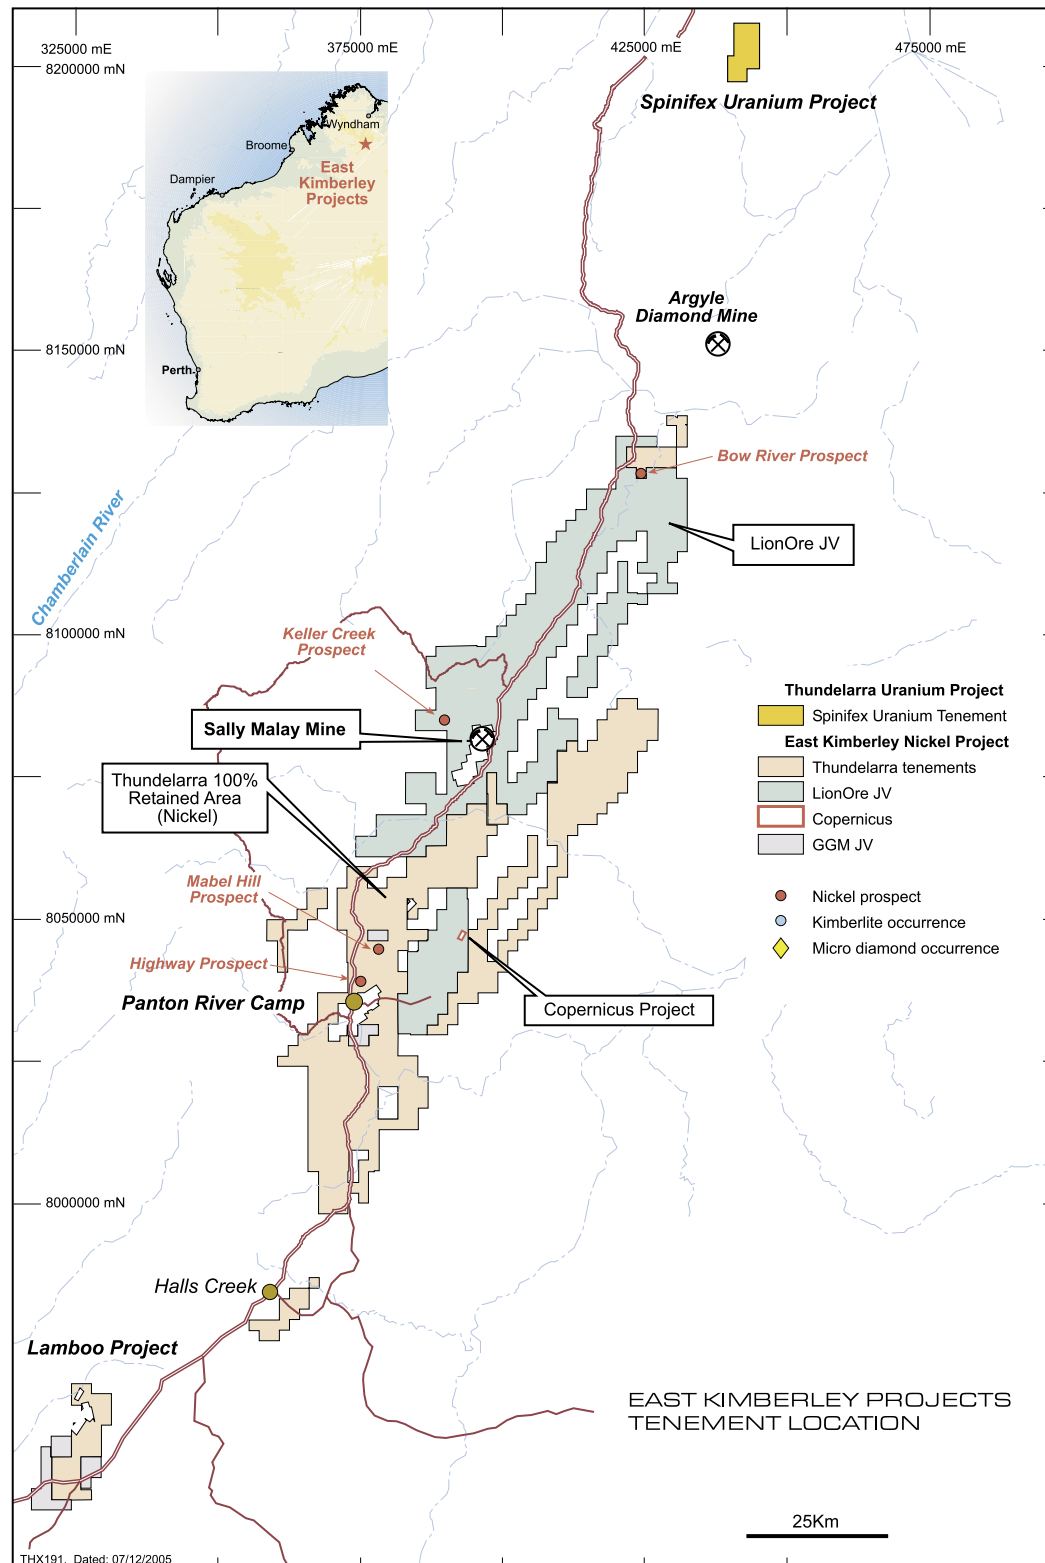 325000 mE
375000 mE
425000 mE
475000 mE
8200000 mN
Spinifex Uranium Project
Wyndham
Broome
East
Kimberley
Projects
Dampier
Perth
Argyle
Diamond Mine
8150000 mN
Bow River Prospect
Chamberlain River
LionOre JV
8100000 mN
Keller Creek
Prospect
Sally Malay Mine
Thundelarra 100%
Retained Area
(Nickel)
Thundelarra Uranium Project
Spinifex Uranium Tenement
East Kimberley Nickel Project
Thundelarra tenements
LionOre JV
Copernicus
GGM JV
Nickel prospect
Kimberlite occurrence
Micro diamond occurrence
Mabel Hill
Prospect
8050000 mN
Highway Prospect
Panton River Camp
Copernicus Project
8000000 mN
Halls Creek
Lamboo Project
EAST KIMBERLEY PROJECTS
TENEMENT LOCATION
25Km
THX191. Dated: 07/12/2005